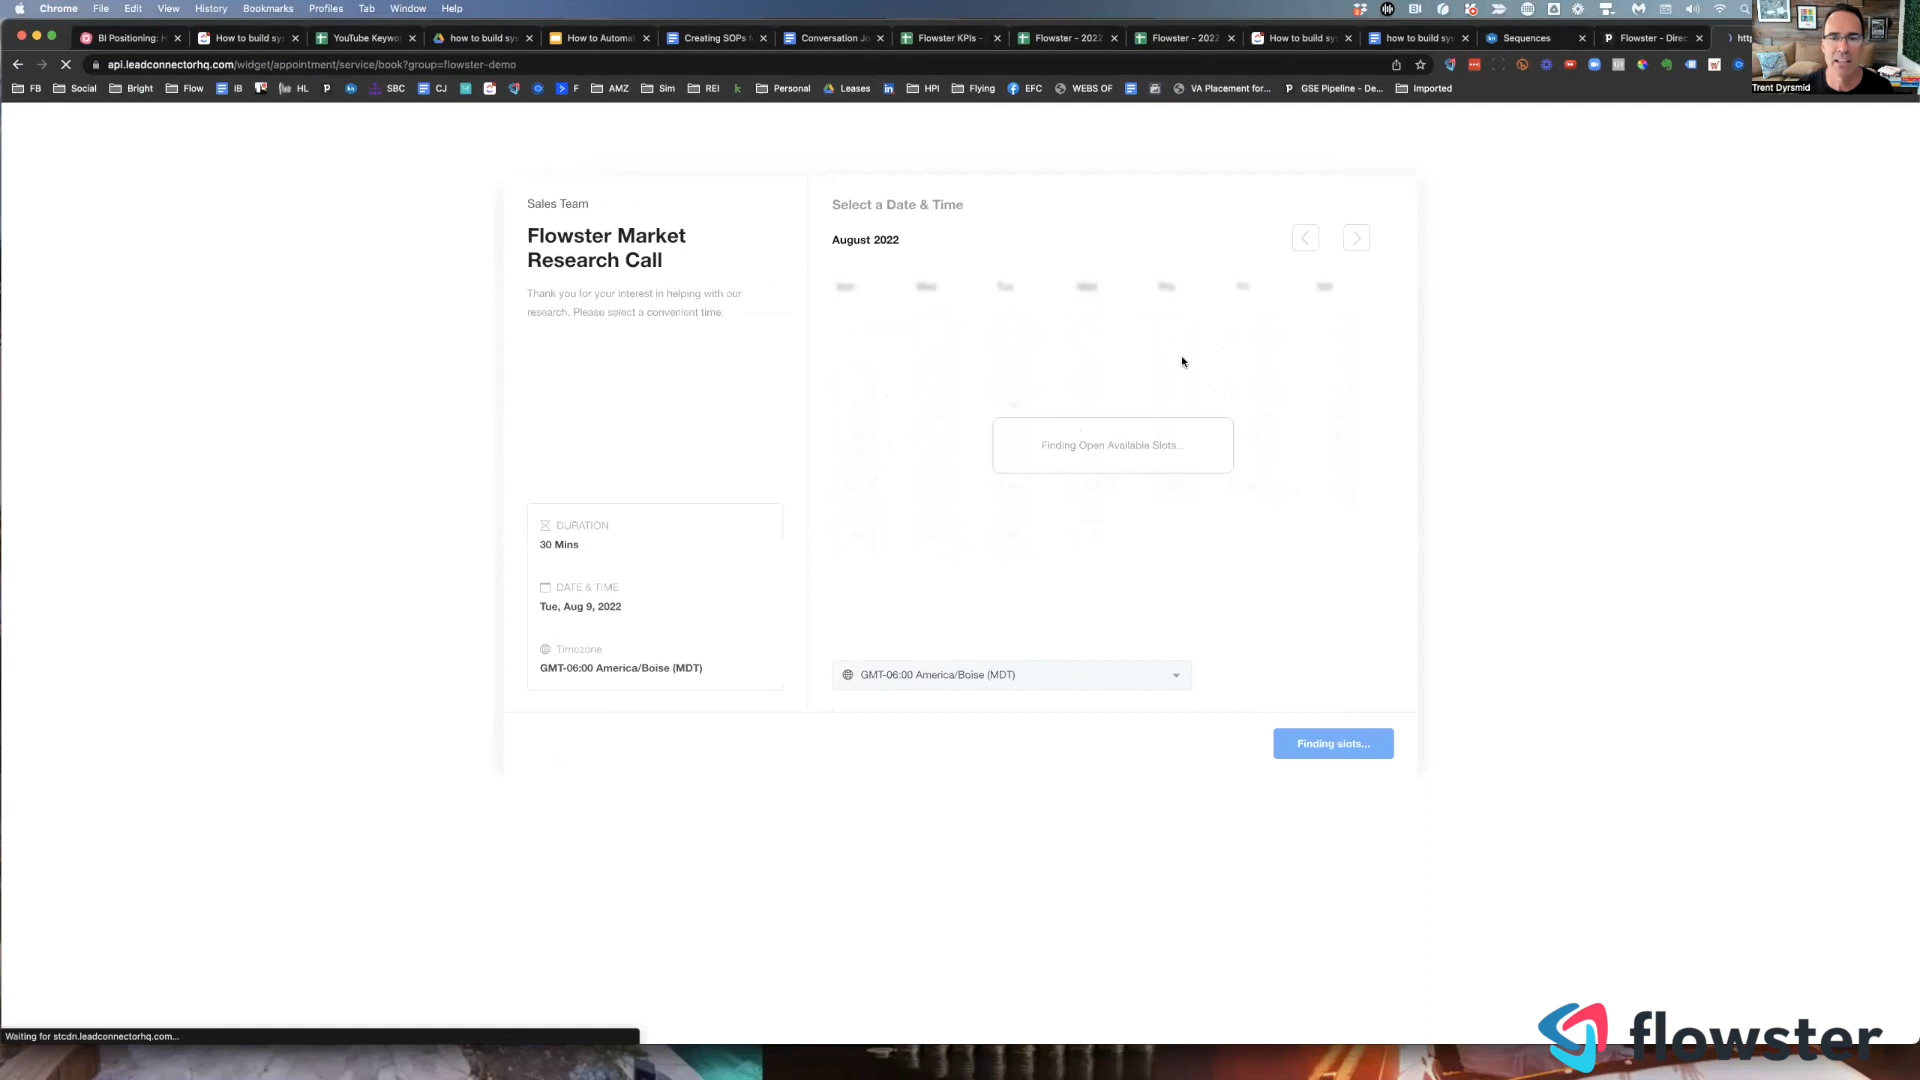 Chrome File Edit View History Bookmarks Profiles Tab Window Help
BI Positioning: H
How to build sys
YouTube Keywo
how to build sys
How to Automa
Creating SOPs f
Conversation Jo
Flowster KPIs -
Flowster - 2022
Flowster - 2022
How to build sys
how to build sys
Sequences
Flowster - Direc
api.leadconnectorhq.com/widget/appointment/service/book?group=flowster-demo
FB Social Bright Flow IB HL SBC CJ F AMZ Sim REI Personal Leases HPI Flying EFC WEBS OF VA Placement for... GSE Pipeline - De... Imported
Trent Dyrsmid
Sales Team
Flowster Market
Research Call
Thank you for your interest in helping with our
research. Please select a convenient time.
DURATION
30 Mins
DATE & TIME
Tue, Aug 9, 2022
Timezone
GMT-06:00 America/Boise (MDT)
Select a Date & Time
August 2022
Finding Open Available Slots...
GMT-06:00 America/Boise (MDT)
Finding slots...
Waiting for stcdn.leadconnectorhq.com...
flowster